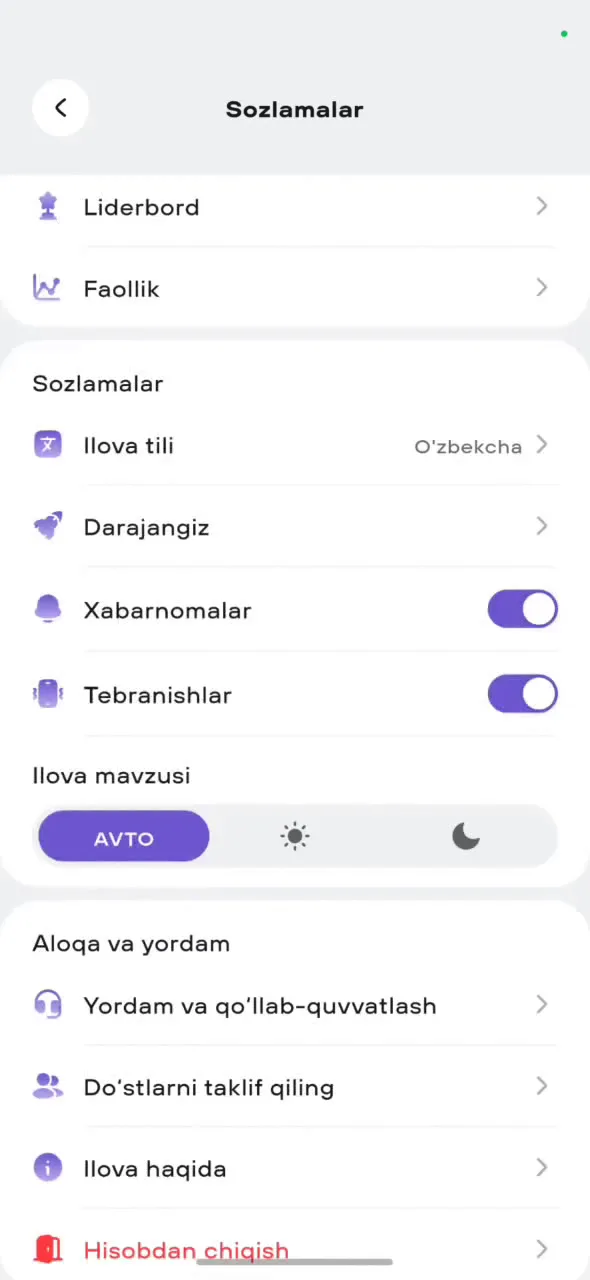 Sozlamalar
Liderbord
Faollik
Sozlamalar
Ilova tili O'zbekcha
Darajangiz
Xabarnomalar
Tebranishlar
Ilova mavzusi
AVTO
Aloqa va yordam
Yordam va qo‘llab-quvvatlash
Do‘stlarni taklif qiling
Ilova haqida
Hisobdan chiqish